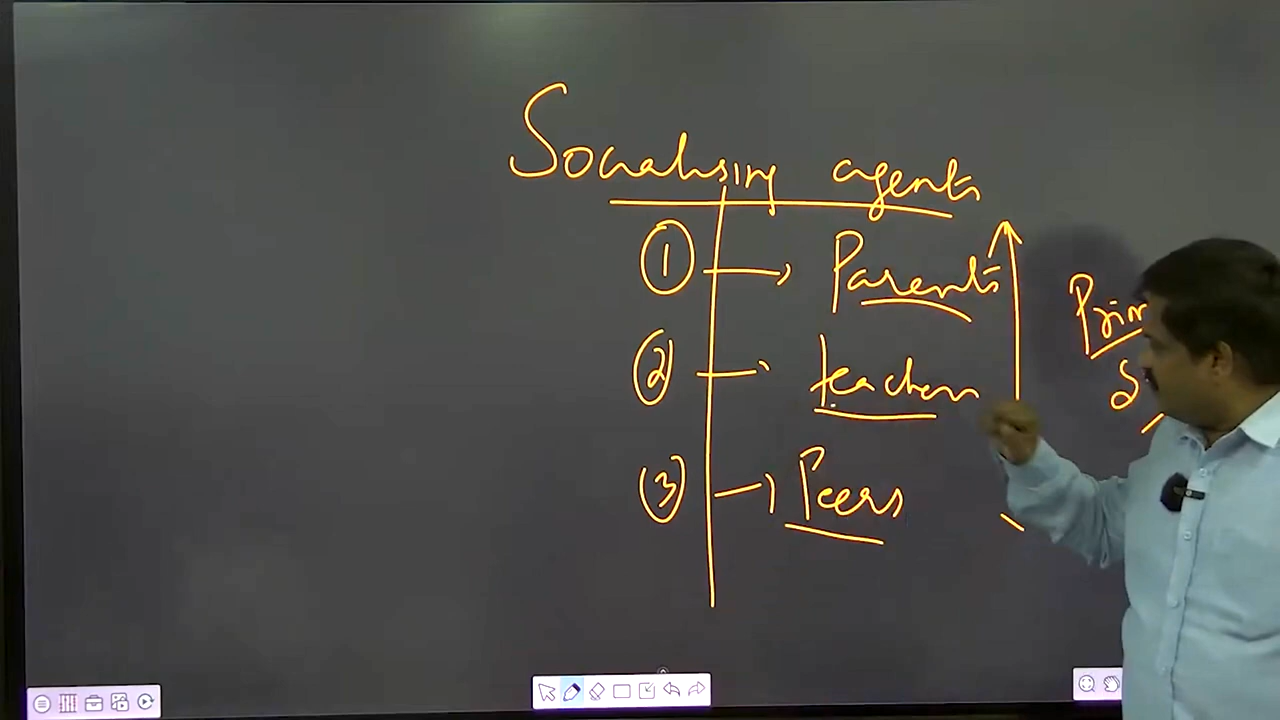 Socialising agents
① → Parents
② → teachers
③ → Peers